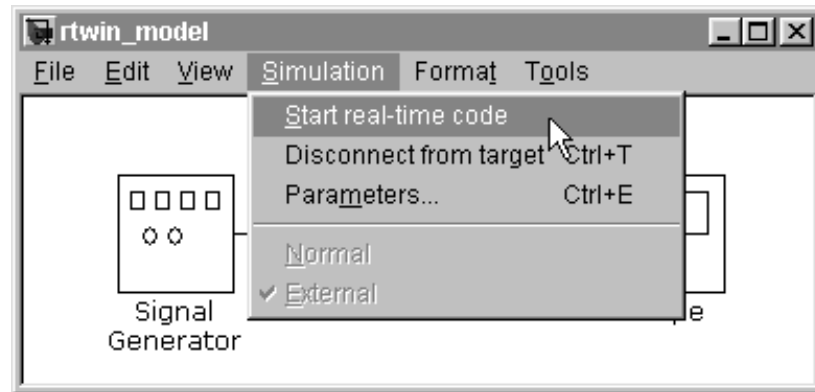 rtwin_model
File Edit View Simulation Format Tools
Start real-time code
Disconnect from target Ctrl+T
Parameters... Ctrl+E
Normal
✔ External
Signal
Generator